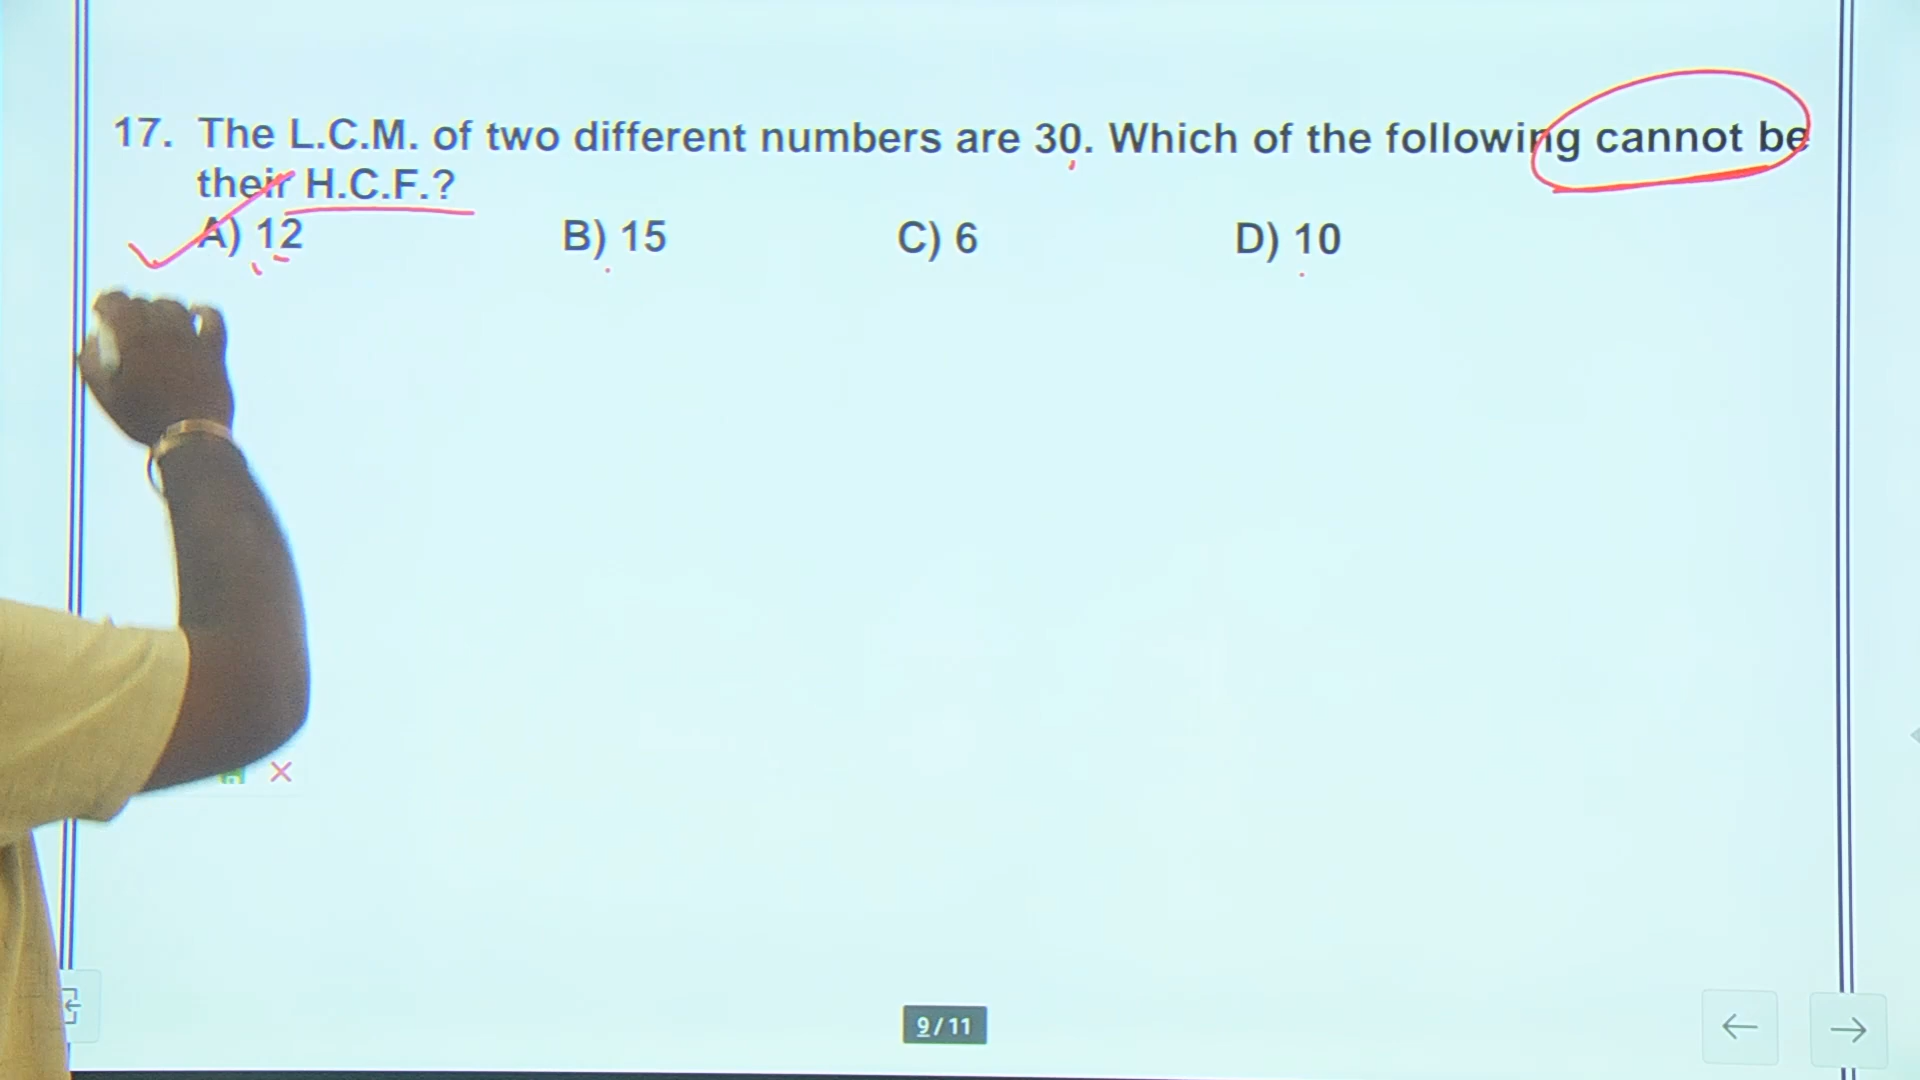 17. The L.C.M. of two different numbers are 30. Which of the following cannot be
their H.C.F.?
A) 12 B) 15 C) 6 D) 10
9/11